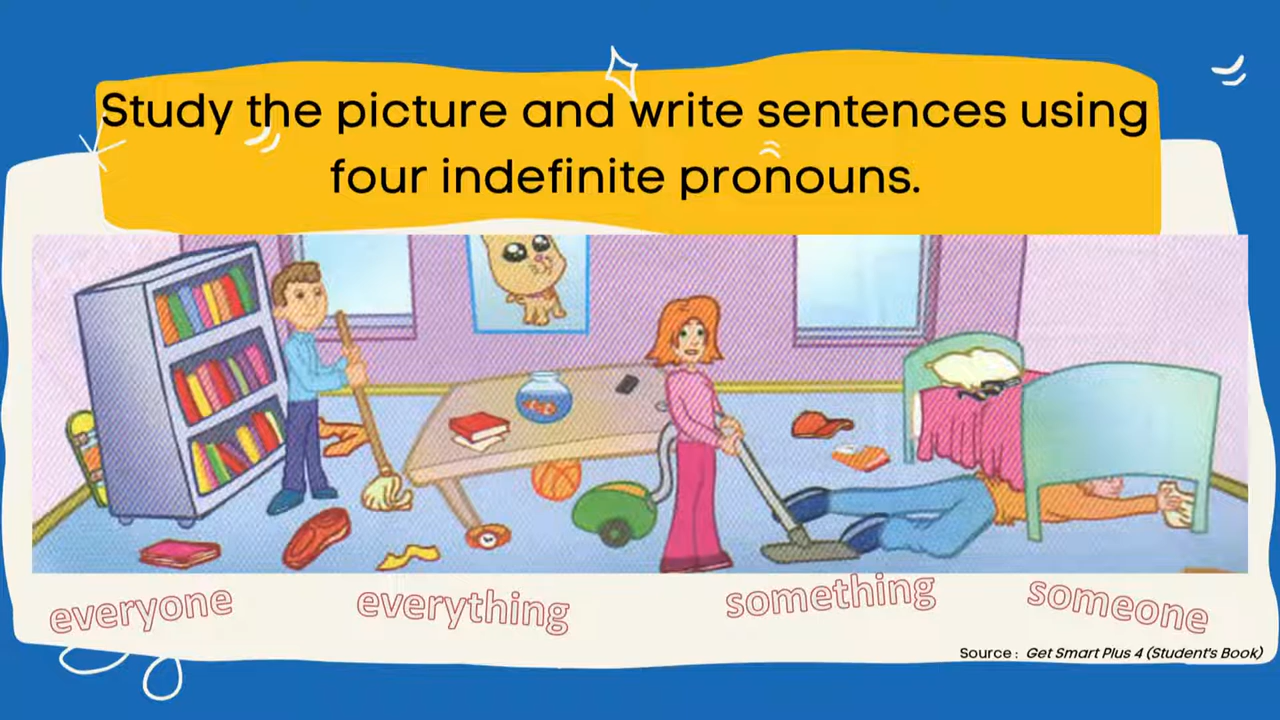 Study the picture and write sentences using
four indefinite pronouns.
everyone everything something someone
Source : Get Smart Plus 4 (Student's Book)